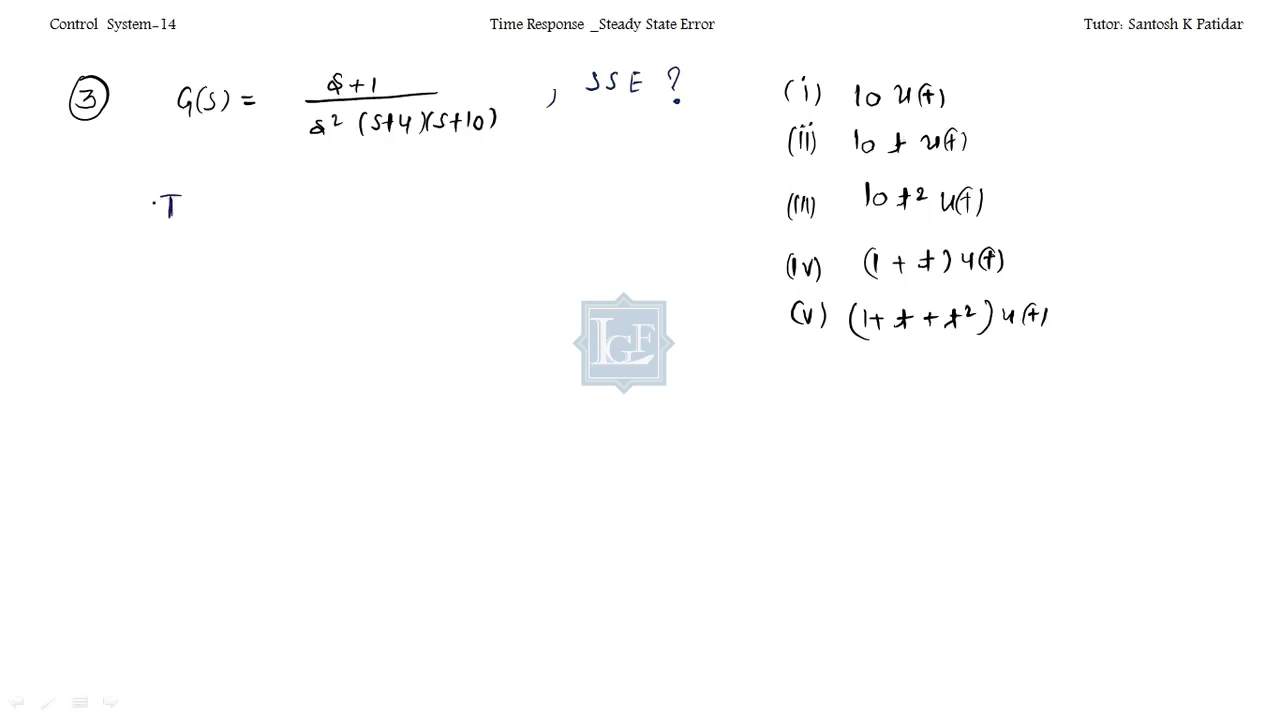 Control System-14 Time Response _Steady State Error Tutor: Santosh K Patidar
③ G(s) = s+1 / s² (s+4)(s+10) , SSE ?
(i) 10 u(t)
(ii) 10 t u(t)
(iii) 10 t² u(t)
(iv) (1 + t) u(t)
(v) (1 + t + t²) u(t)
T
LGF